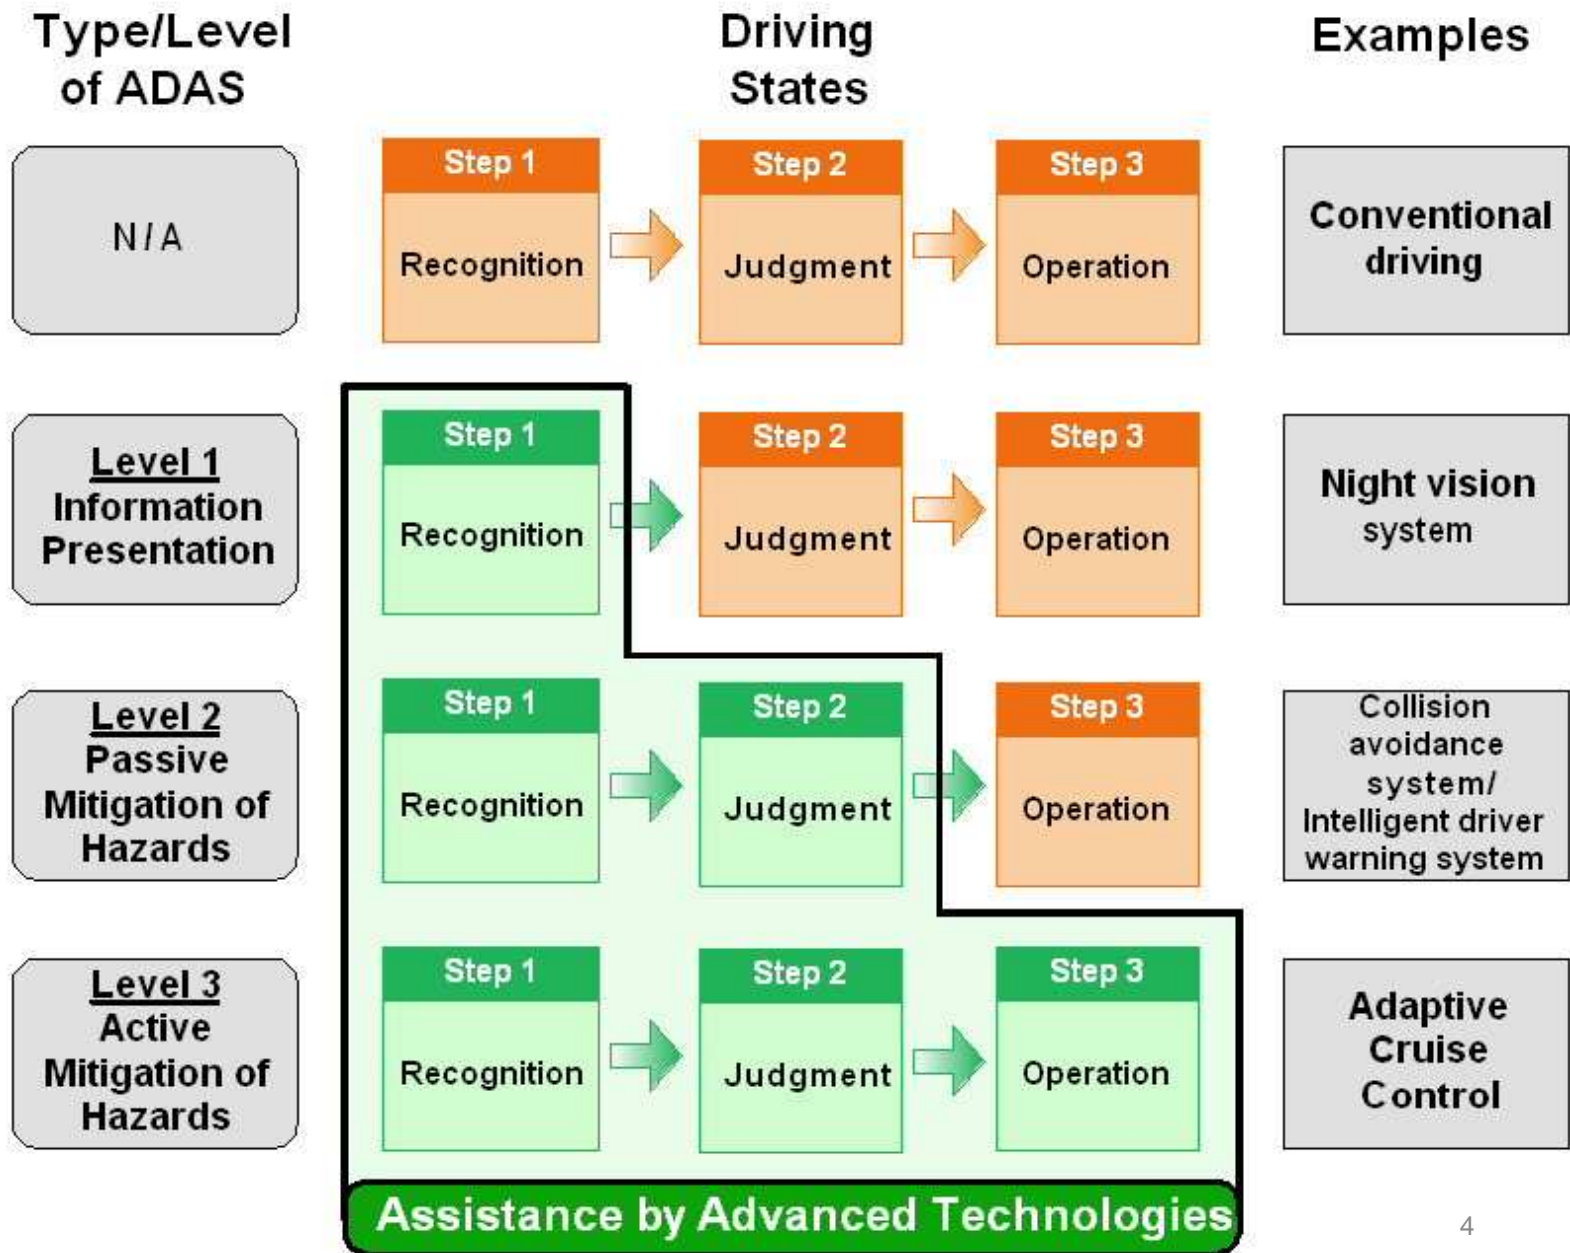 Type/Level
of ADAS
Driving
States
Examples
N/A
Step 1
Recognition
Step 2
Judgment
Step 3
Operation
Conventional
driving
Level 1
Information
Presentation
Step 1
Recognition
Step 2
Judgment
Step 3
Operation
Night vision
system
Level 2
Passive
Mitigation of
Hazards
Step 1
Recognition
Step 2
Judgment
Step 3
Operation
Collision
avoidance
system/
Intelligent driver
warning system
Level 3
Active
Mitigation of
Hazards
Step 1
Recognition
Step 2
Judgment
Step 3
Operation
Adaptive
Cruise
Control
Assistance by Advanced Technologies
4